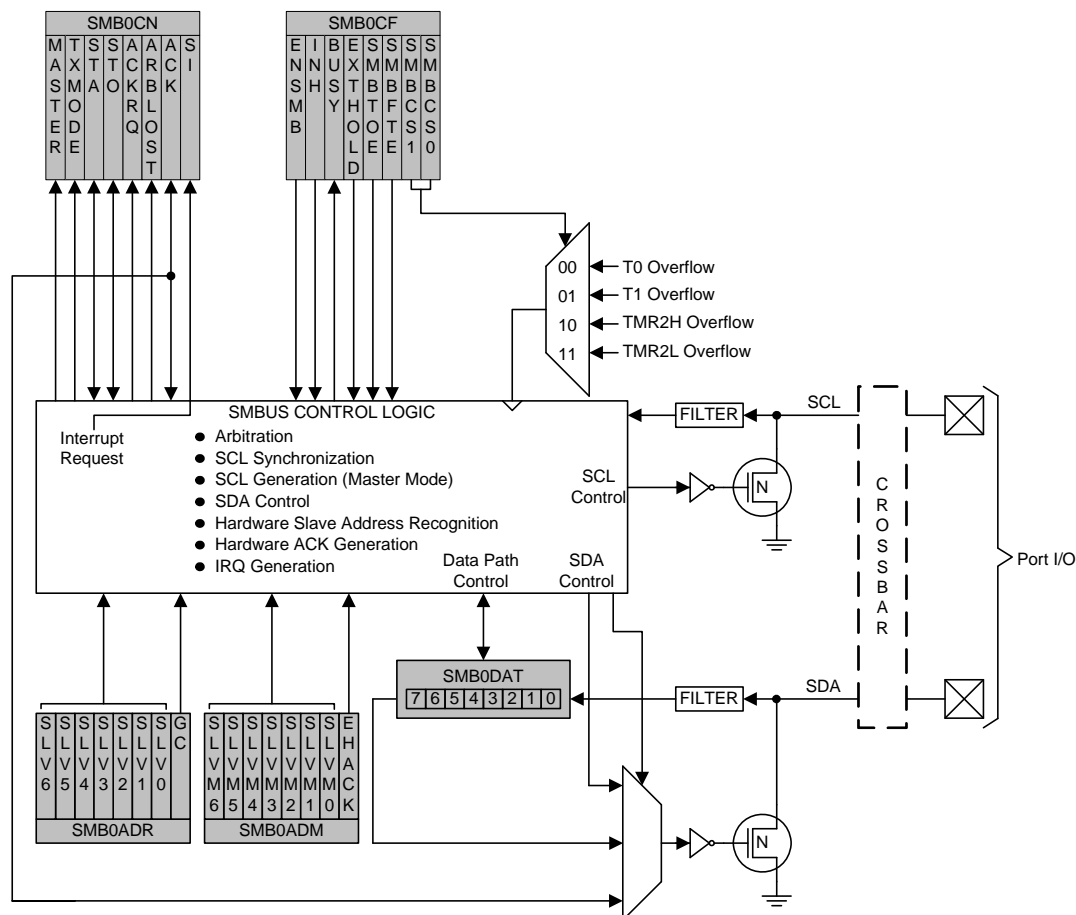 SMB0CN
MASTER
TXMODE
STA
STO
ACKRQ
ARBLOST
ACK
SI
SMB0CF
ENSMB
INH
BUSY
EXTHOLD
SMBTOE
SMBFTE
SMBCS1
SMBCS0
00
01
10
11
T0 Overflow
T1 Overflow
TMR2H Overflow
TMR2L Overflow
SMBUS CONTROL LOGIC
Interrupt
Request
● Arbitration
● SCL Synchronization
● SCL Generation (Master Mode)
● SDA Control
● Hardware Slave Address Recognition
● Hardware ACK Generation
● IRQ Generation
SCL
Control
Data Path
Control
SDA
Control
FILTER
SCL
N
CROSSBAR
Port I/O
SMB0DAT
7 6 5 4 3 2 1 0
FILTER
SDA
N
SLV6
SLV5
SLV4
SLV3
SLV2
SLV1
SLV0
GC
SMB0ADR
SLVM6
SLVM5
SLVM4
SLVM3
SLVM2
SLVM1
SLVM0
EHACK
SMB0ADM